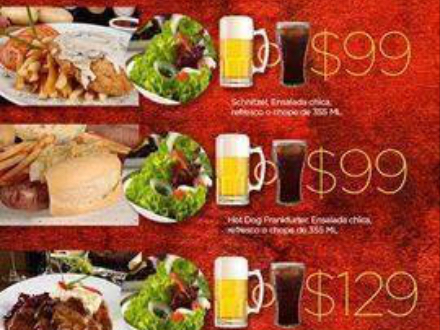 o $99
Schnitzel, Ensalada chica,
refresco o chope de 355 ML
o $99
Hot Dog Frankfurter, Ensalada chica,
refresco o chope de 355 ML
o $129